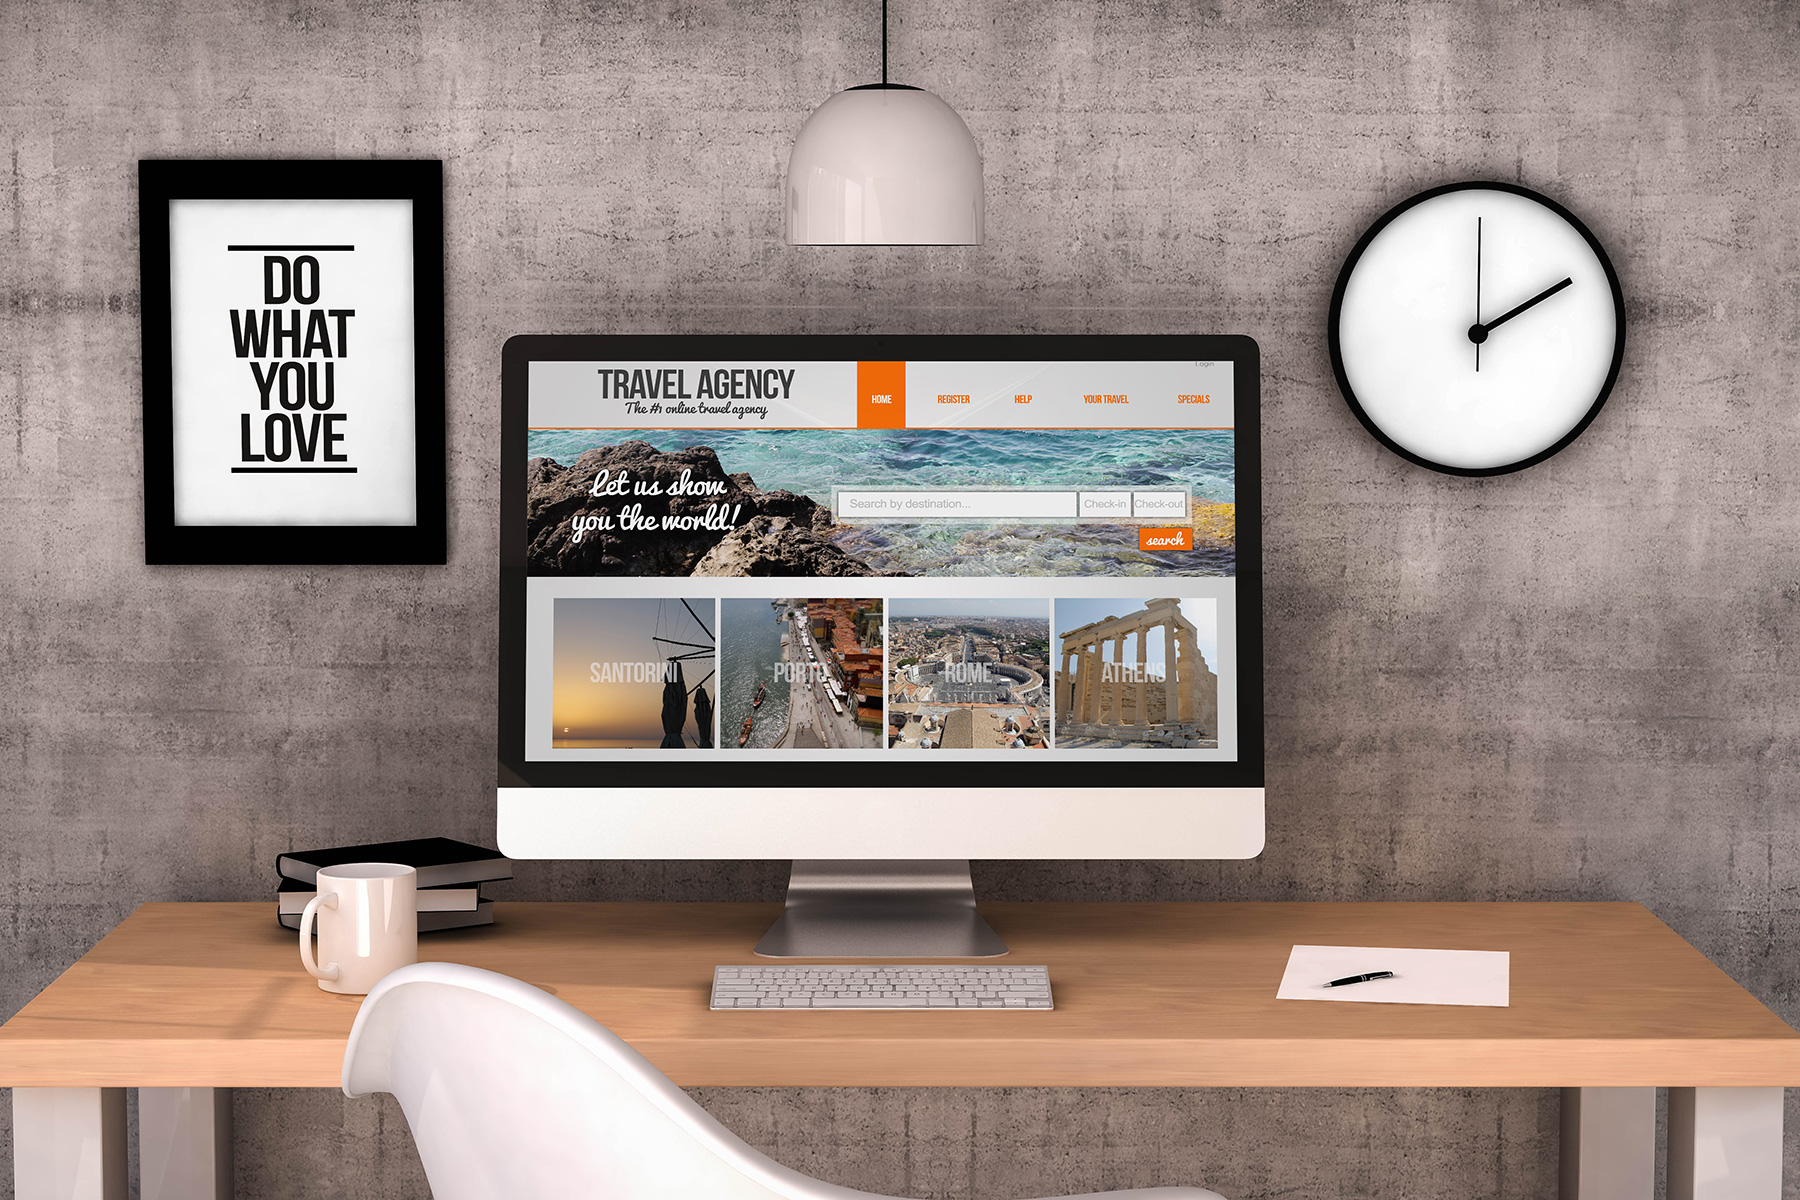 DO
WHAT
YOU
LOVE
Login
TRAVEL AGENCY
The #1 online travel agency
HOME
REGISTER
HELP
YOUR TRAVEL
SPECIALS
Let us show
you the world!
Search by destination...
Check-in
Check-out
search
SANTORINI
PORTO
ROME
ATHENS